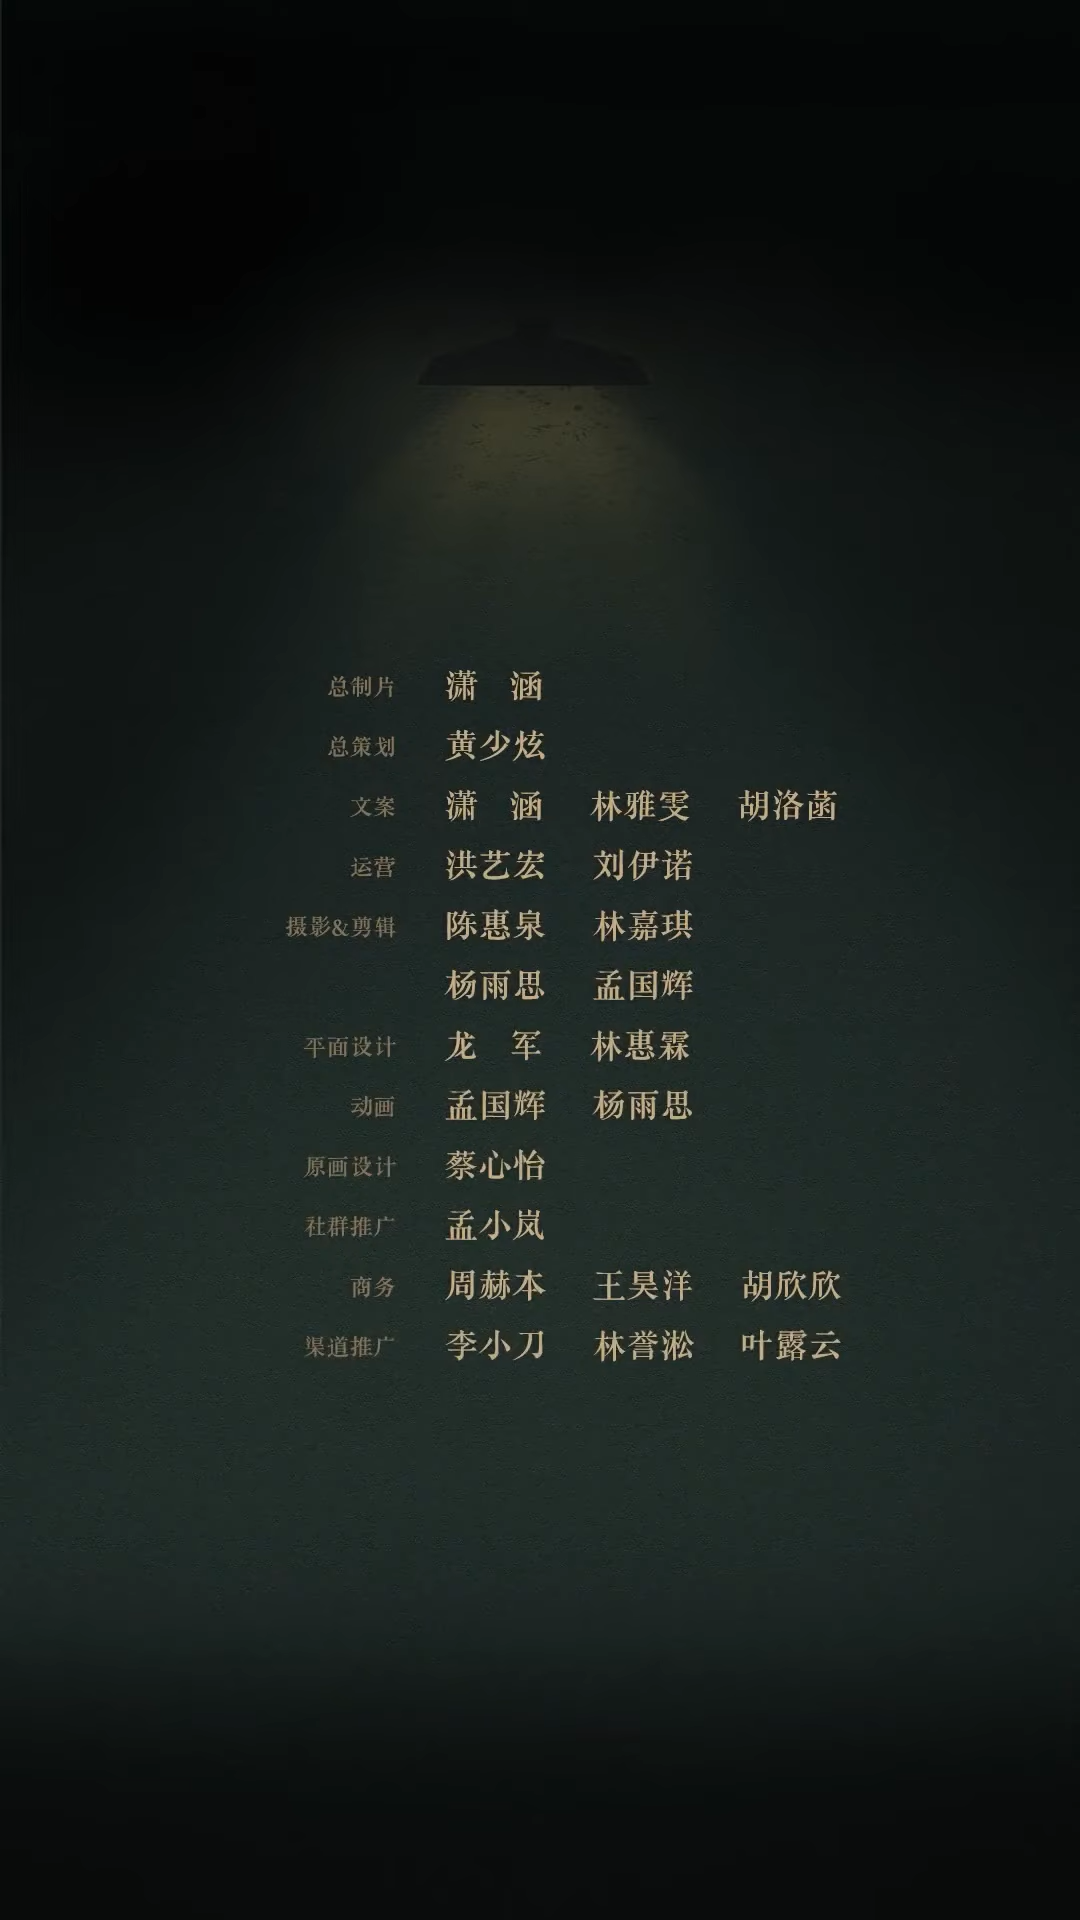 总制片 潇 涵
总策划 黄少炫
文案 潇 涵 林雅雯 胡洛菡
运营 洪艺宏 刘伊诺
摄影&剪辑 陈惠泉 林嘉琪
杨雨思 孟国辉
平面设计 龙 军 林惠霖
动画 孟国辉 杨雨思
原画设计 蔡心怡
社群推广 孟小岚
商务 周赫本 王昊洋 胡欣欣
渠道推广 李小刀 林誉淞 叶露云